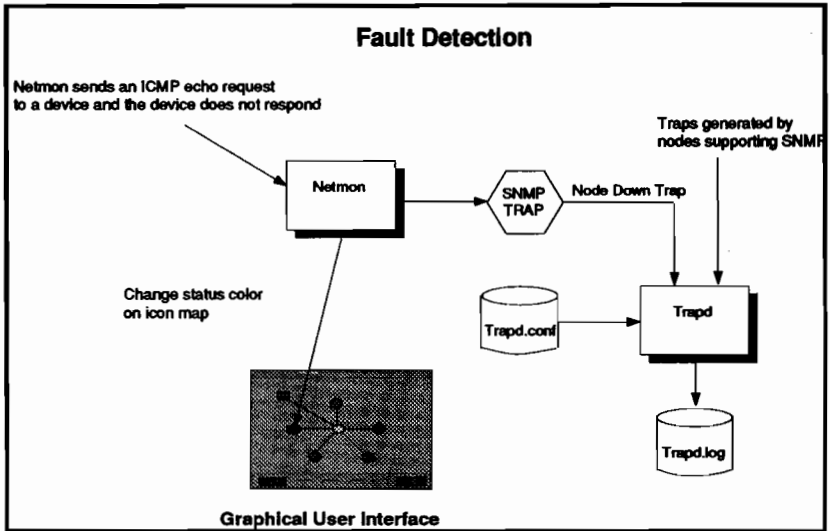 Fault Detection
Netmon sends an ICMP echo request
to a device and the device does not respond
Traps generated by
nodes supporting SNMP
Netmon
SNMP
TRAP
Node Down Trap
Change status color
on icon map
Trapd.conf
Trapd
Trapd.log
Graphical User Interface